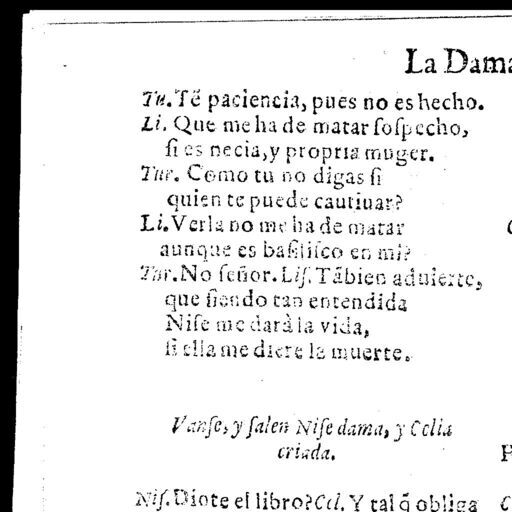 La Dama
Tu. Tẽ paciencia, pues no es hecho.
Li. Que me ha de matar sospecho,
si es necia, y propria muger.
Tur. Como tu no digas si
quien te puede cautiuar?
Li. Verla no me ha de matar
aunque es basilisco en mi?
Tur. No señor. Lis. Tãbien aduierte,
que siendo tan entendida
Nise me darà la vida,
si ella me diere la muerte.
Vanse, y salen Nise dama, y Celia
criada.
Nis. Diote el libro? Cel. Y tal q̃ obliga